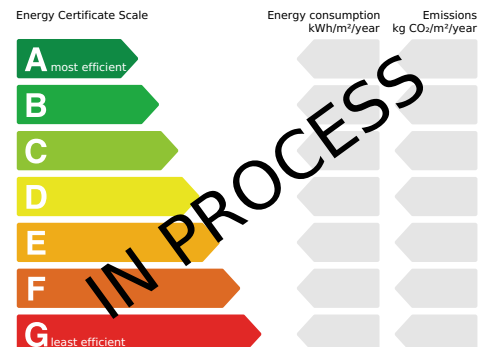 Energy Certificate Scale
Energy consumption
kWh/m²/year
Emissions
kg CO₂/m²/year
A most efficient
B
C
D
E
F
G least efficient
IN PROCESS